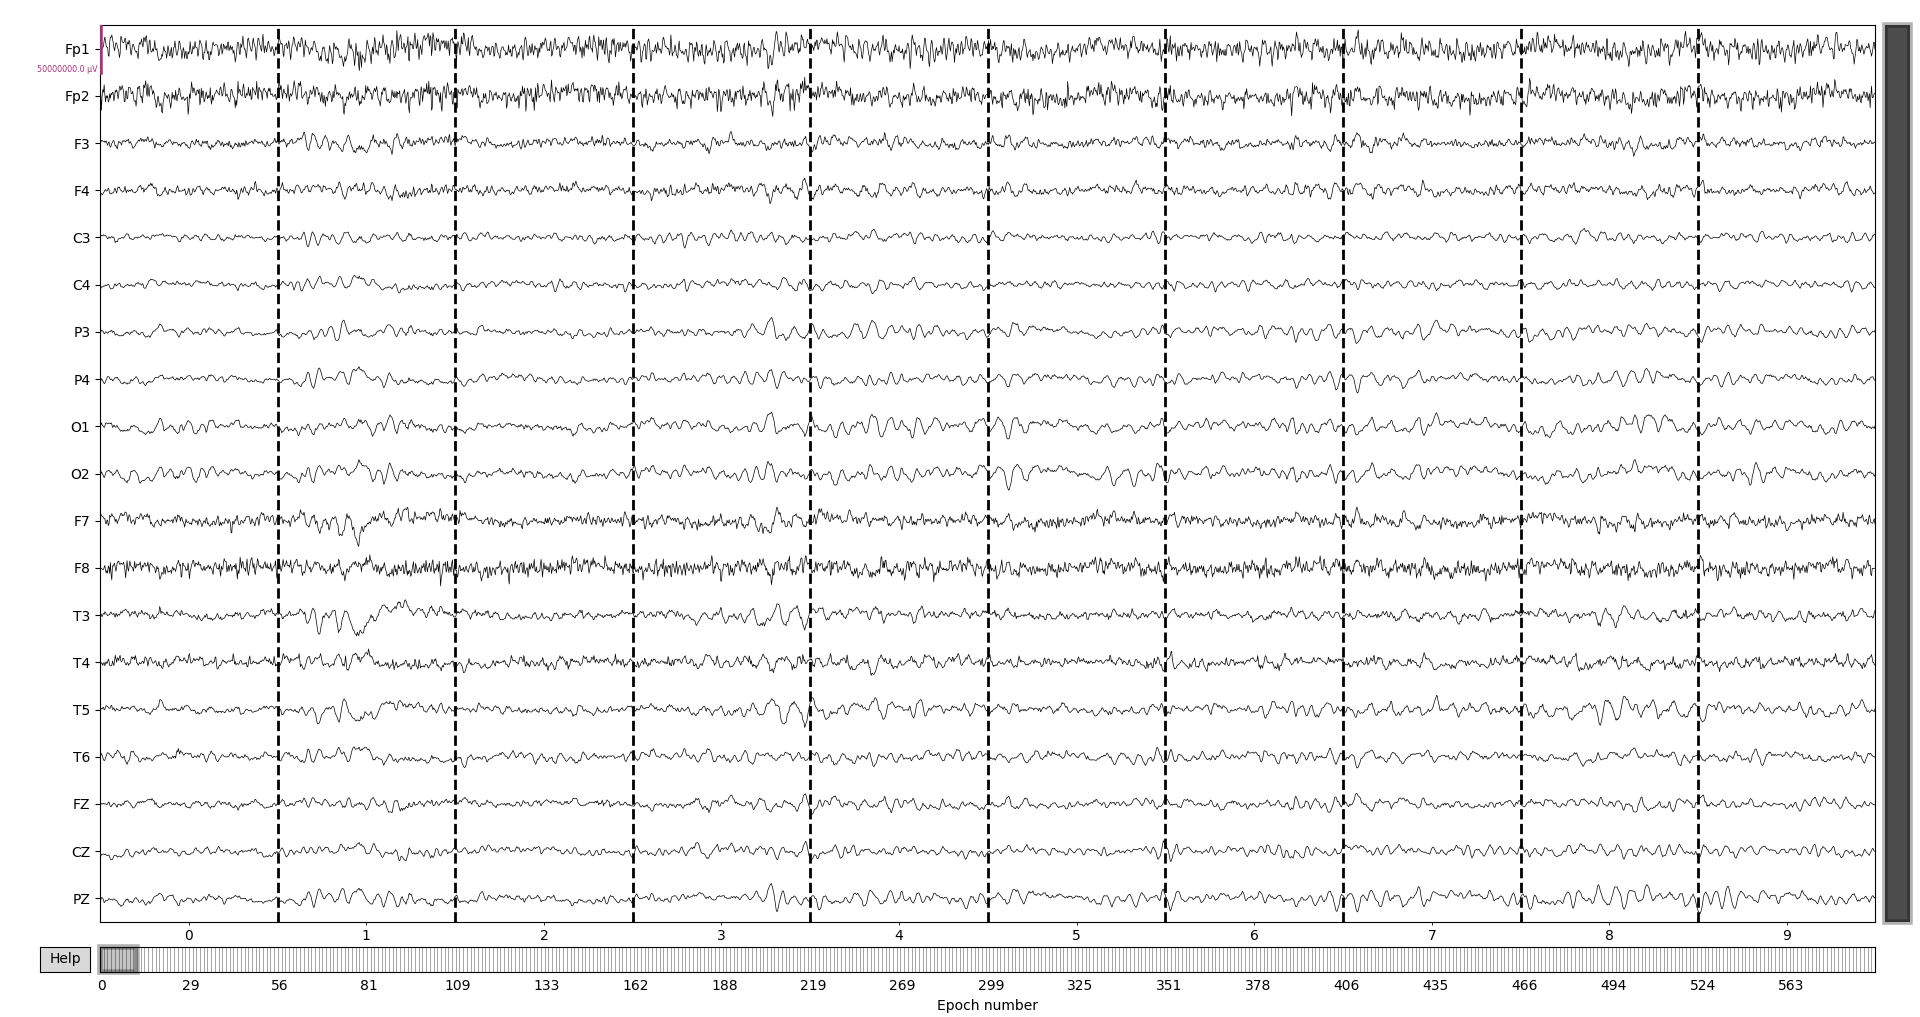 Fp1
50000000.0 µV
Fp2
F3
F4
C3
C4
P3
P4
O1
O2
F7
F8
T3
T4
T5
T6
FZ
CZ
PZ
0 1 2 3 4 5 6 7 8 9
Help
0 29 56 81 109 133 162 188 219 269 299 325 351 378 406 435 466 494 524 563
Epoch number